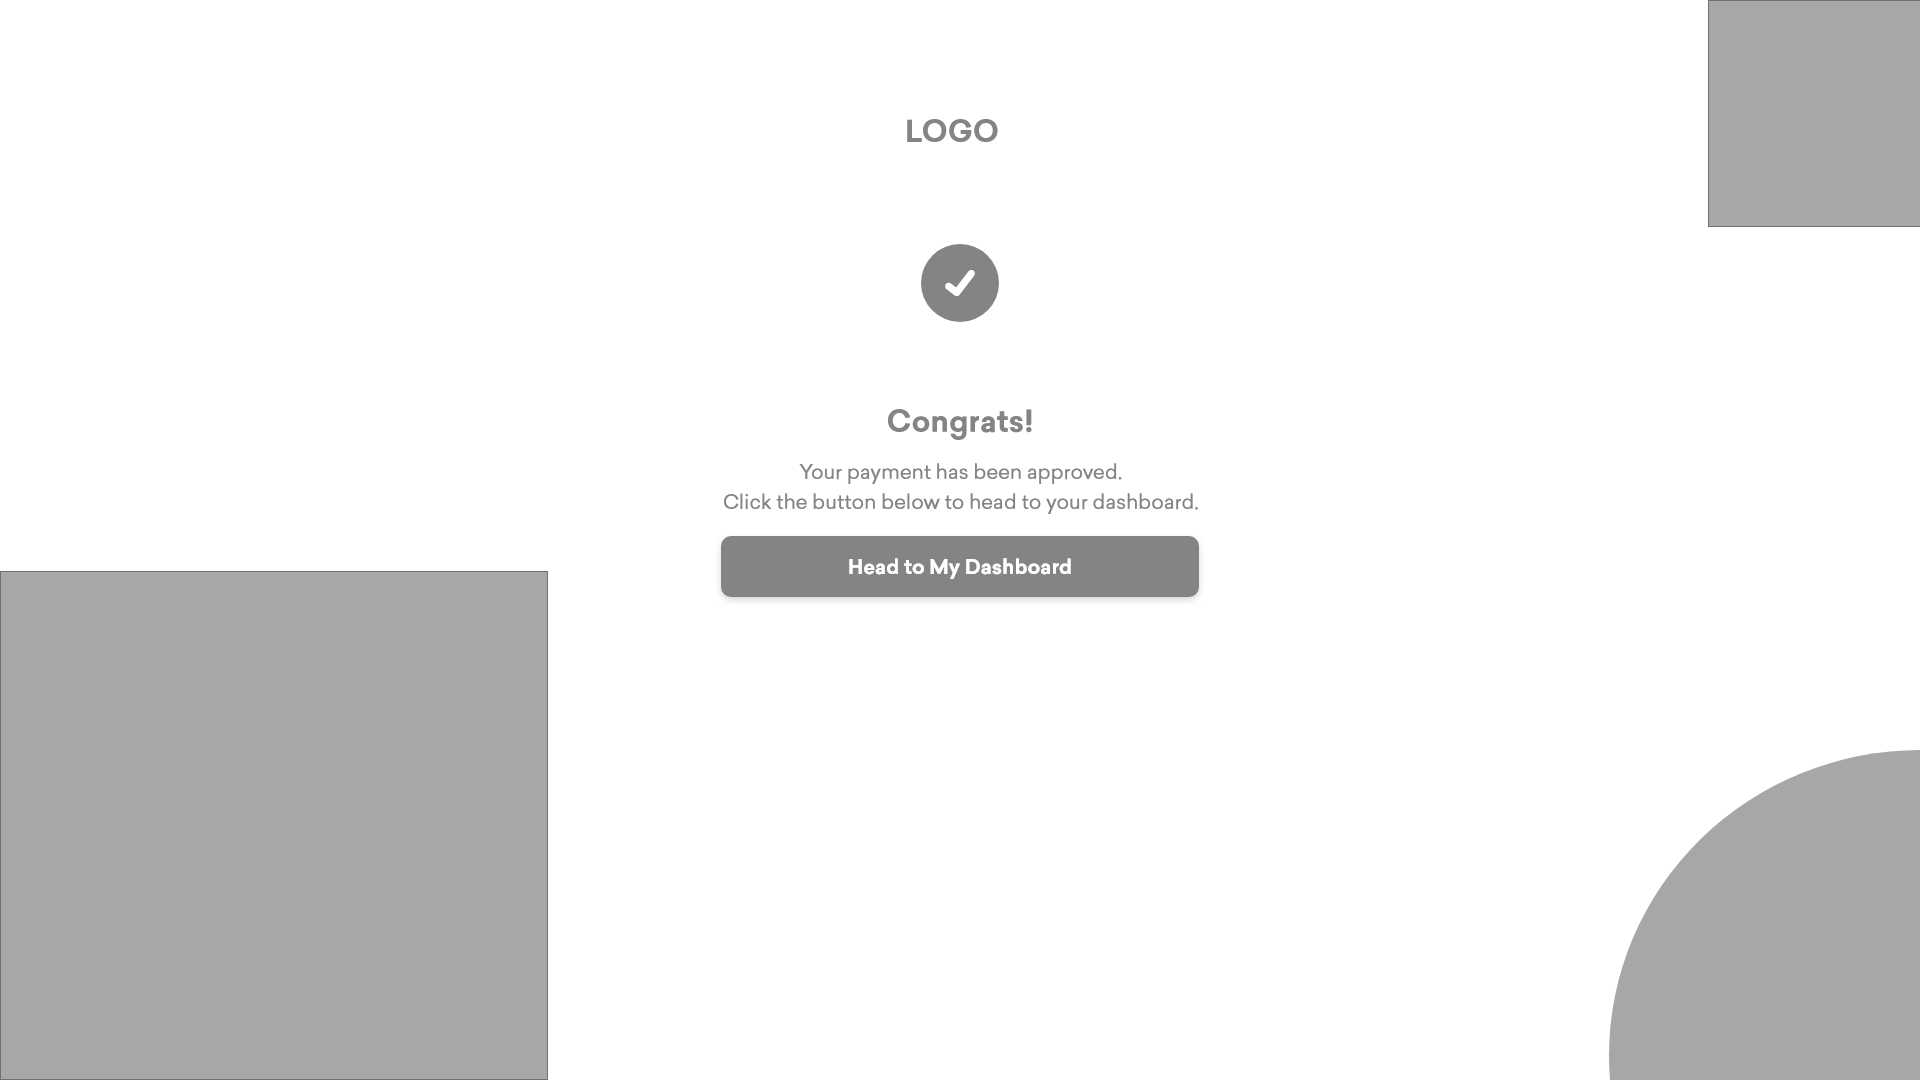 LOGO
Congrats!
Your payment has been approved.
Click the button below to head to your dashboard.
Head to My Dashboard